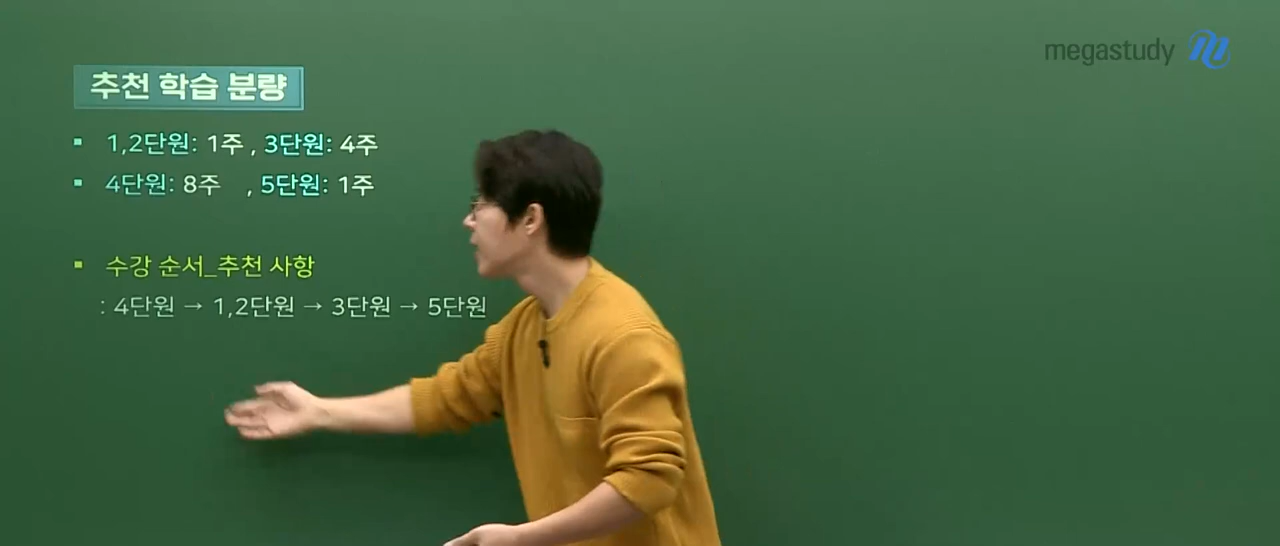 megastudy
추천 학습 분량
▪ 1,2단원: 1주 , 3단원: 4주
▪ 4단원: 8주 , 5단원: 1주
▪ 수강 순서_추천 사항
: 4단원 → 1,2단원 → 3단원 → 5단원